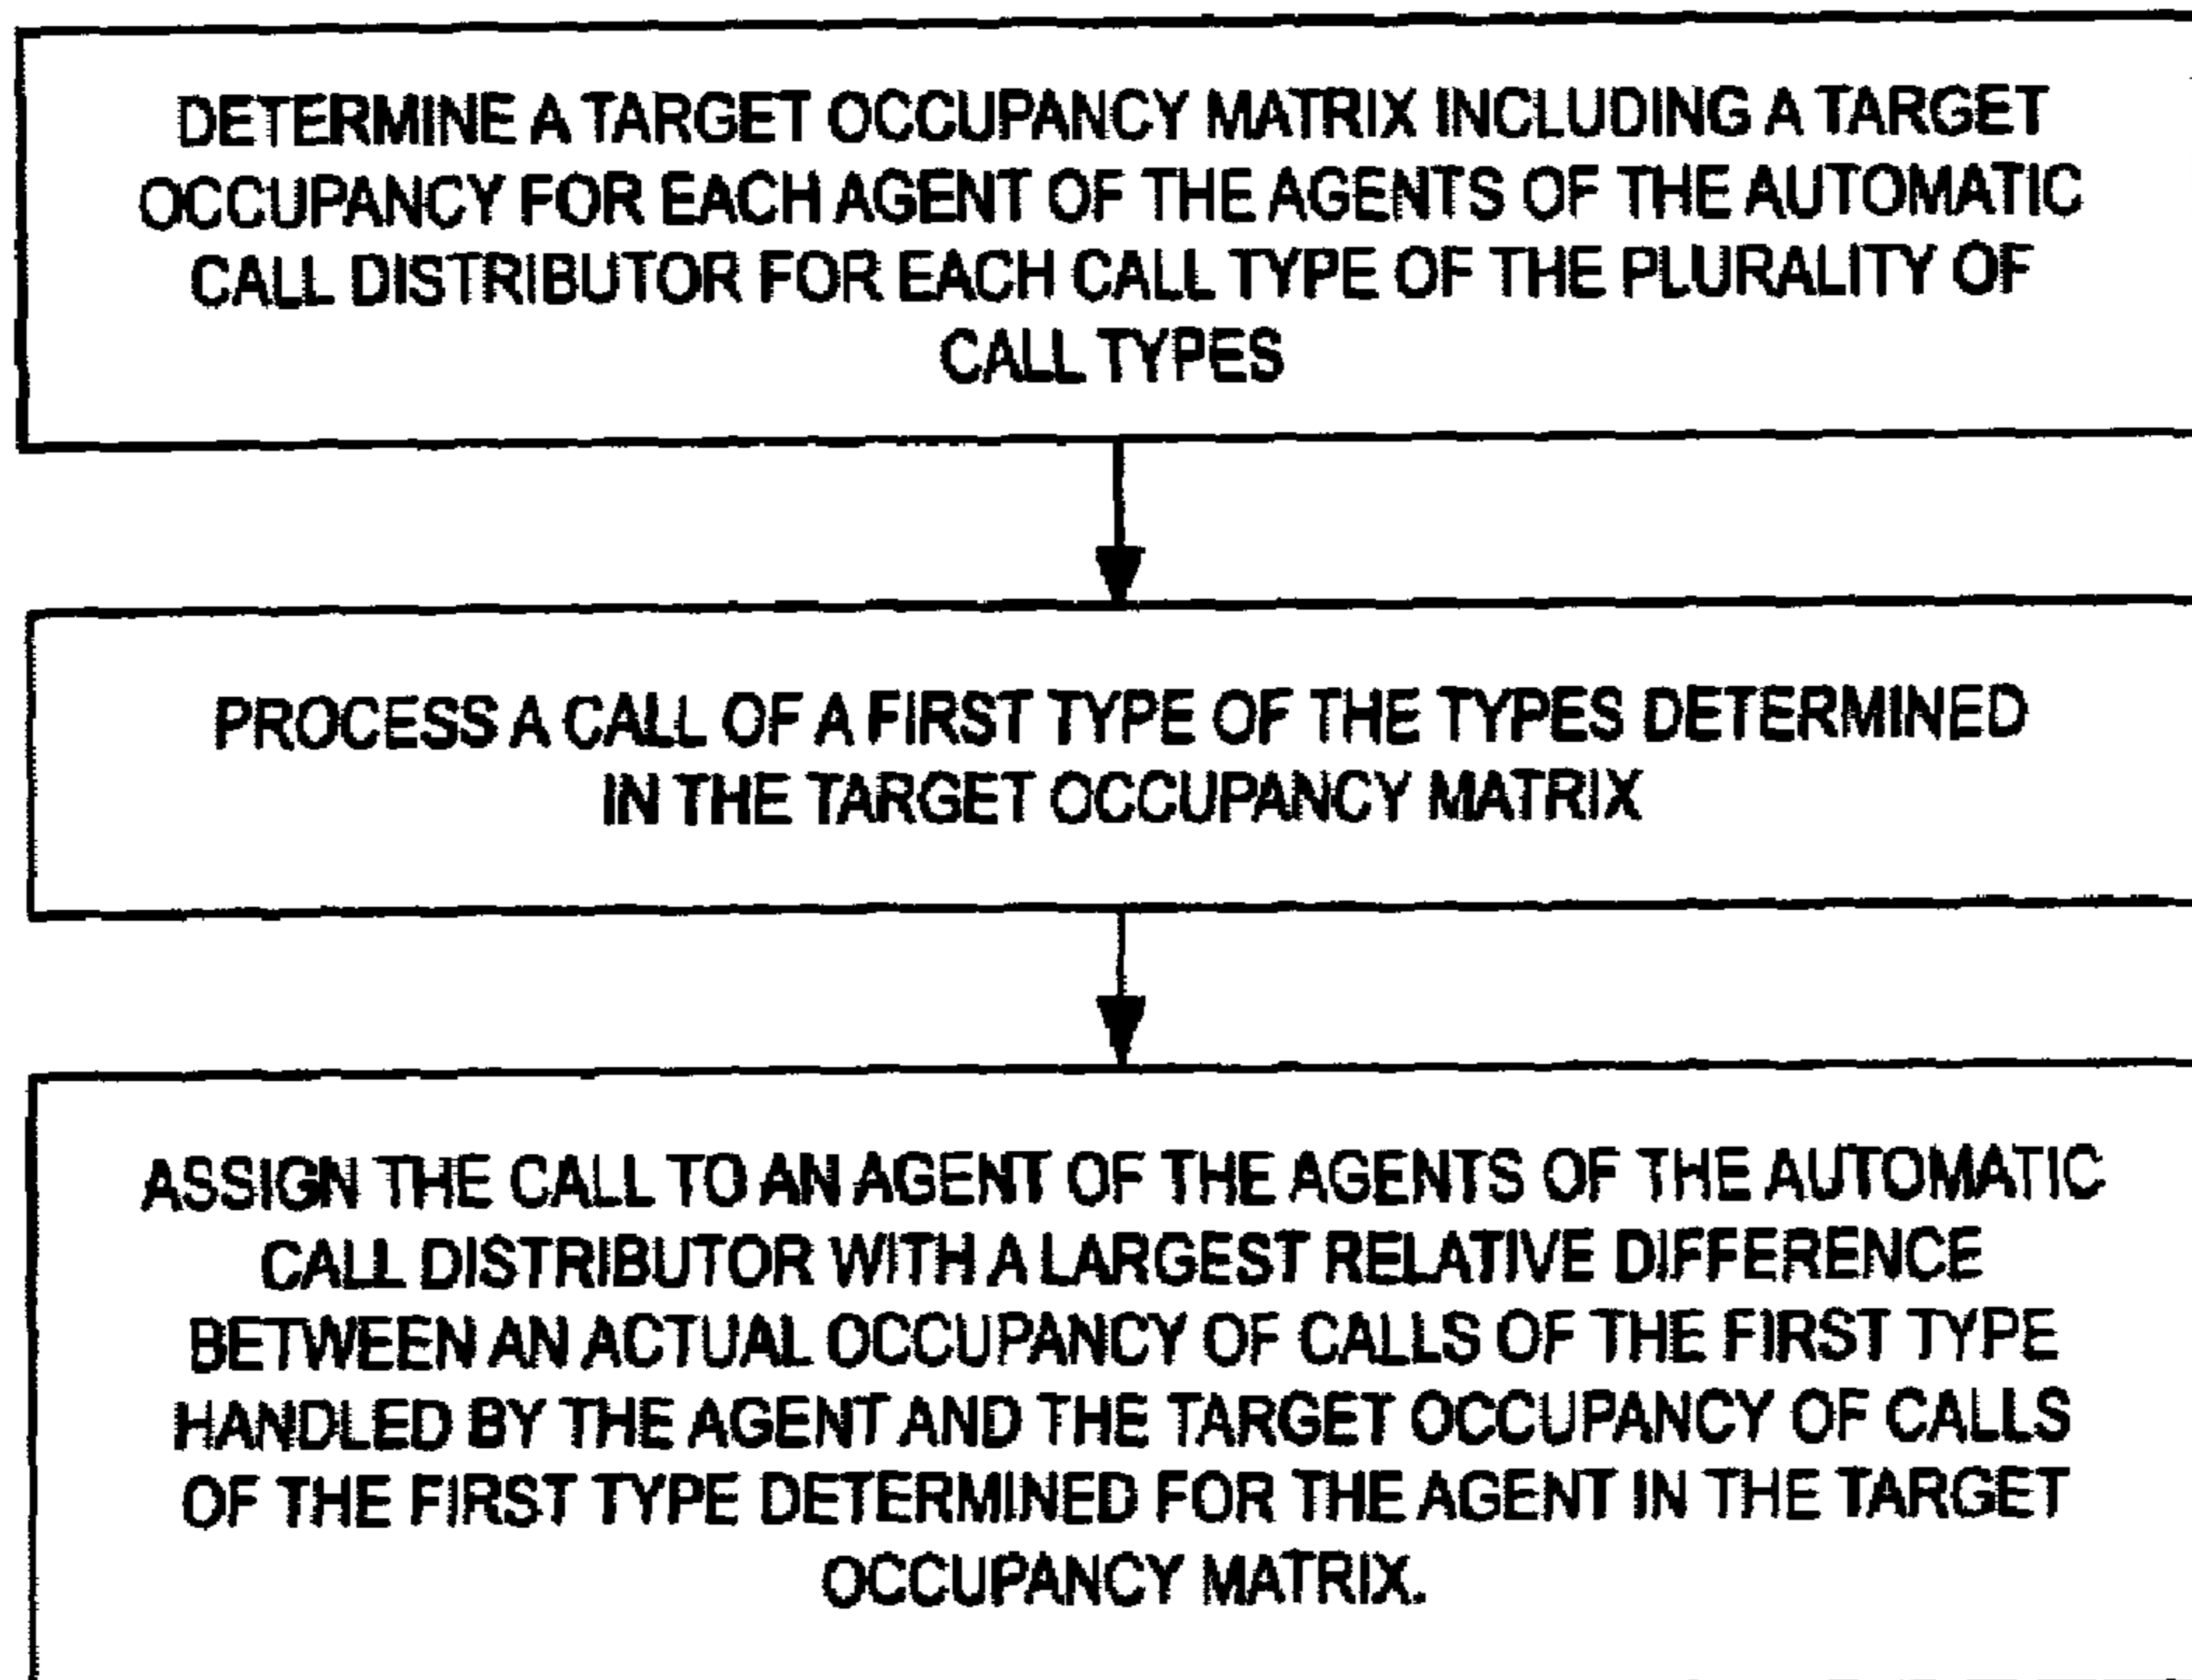 DETERMINE A TARGET OCCUPANCY MATRIX INCLUDING A TARGET
OCCUPANCY FOR EACH AGENT OF THE AGENTS OF THE AUTOMATIC
CALL DISTRIBUTOR FOR EACH CALL TYPE OF THE PLURALITY OF
CALL TYPES
PROCESS A CALL OF A FIRST TYPE OF THE TYPES DETERMINED
IN THE TARGET OCCUPANCY MATRIX
ASSIGN THE CALL TO AN AGENT OF THE AGENTS OF THE AUTOMATIC
CALL DISTRIBUTOR WITH A LARGEST RELATIVE DIFFERENCE
BETWEEN AN ACTUAL OCCUPANCY OF CALLS OF THE FIRST TYPE
HANDLED BY THE AGENT AND THE TARGET OCCUPANCY OF CALLS
OF THE FIRST TYPE DETERMINED FOR THE AGENT IN THE TARGET
OCCUPANCY MATRIX.